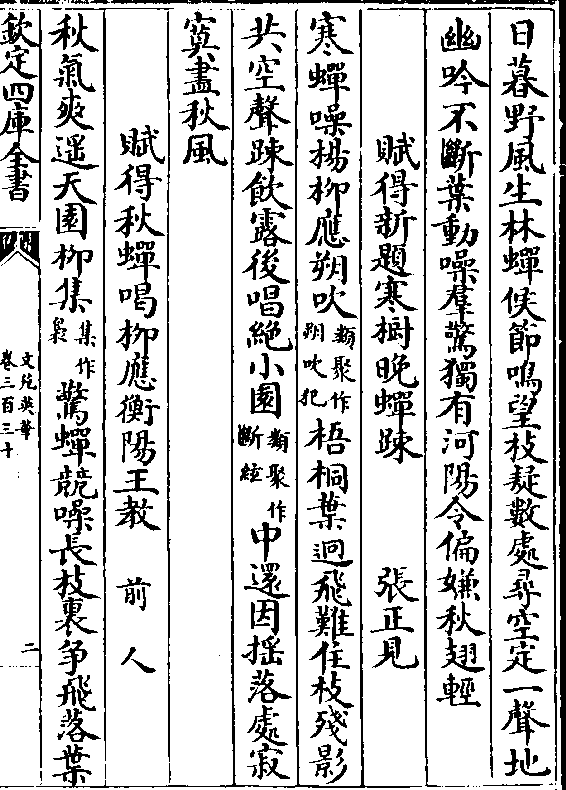 日暮野風生林蟬候節鳴望枝疑數處尋空定一聲地
幽吟不斷葉動噪羣驚獨有河陽令偏嫌秋翅輕
賦得新題寒樹晚蟬踈 張正見
寒蟬噪楊柳應朔吹類聚作朔吹犯梧桐葉迥飛難住枝殘影
共空聲踈飲露後唱絶小園類聚作斷絃中還因揺落處寂
寞盡秋風
賦得秋蟬喝柳應衡陽王教 前人
秋氣爽遥天園柳集集作裊驚蟬競噪長枝裏争飛落葉
欽定四庫全書
文苑英華
卷三百三十
二